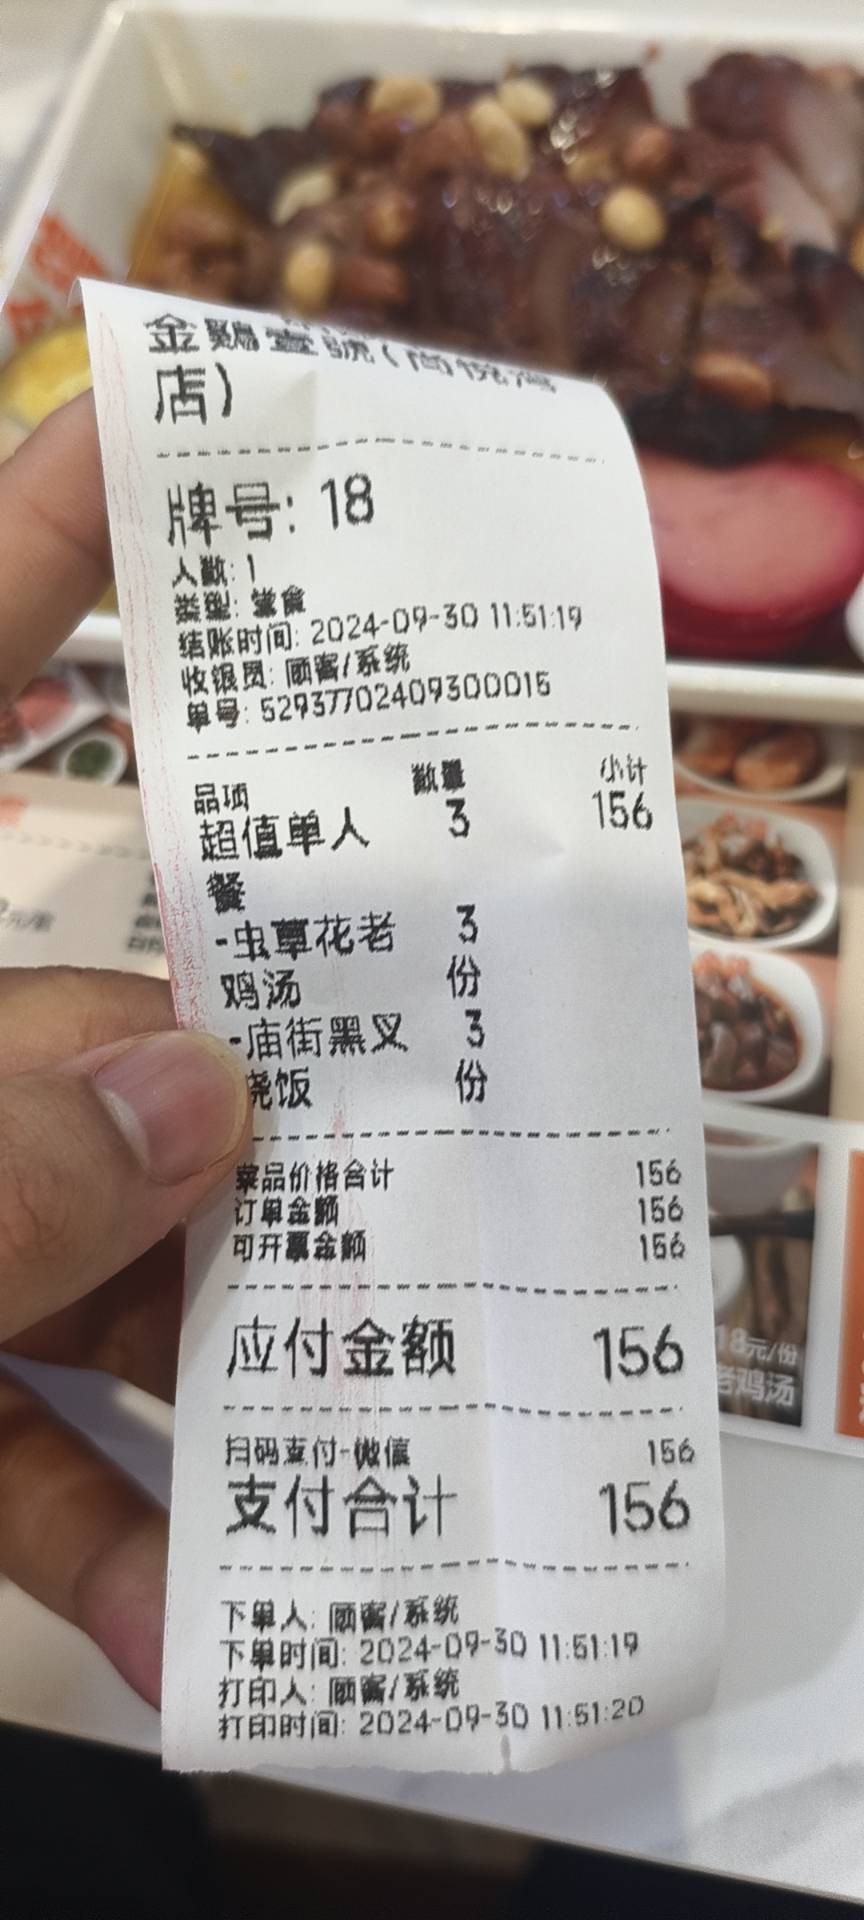 金鷄壹號(尚悦湾
店)
牌号: 18
人数: 1
类型: 堂食
结账时间: 2024-09-30 11:51:19
收银员: 顾客/系统
单号: 52937702409300015
品项 数量 小计
超值单人 3 156
餐
-虫草花老 3
鸡汤 份
-庙街黑叉 3
烧饭 份
菜品价格合计 156
订单金额 156
可开票金额 156
应付金额 156
扫码支付-微信 156
支付合计 156
下单人: 顾客/系统
下单时间: 2024-09-30 11:51:19
打印人: 顾客/系统
打印时间: 2024-09-30 11:51:20
18元/份
老鸡汤